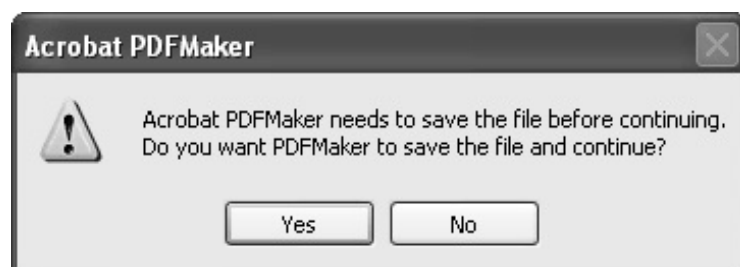 Acrobat PDFMaker
Acrobat PDFMaker needs to save the file before continuing.
Do you want PDFMaker to save the file and continue?
Yes
No